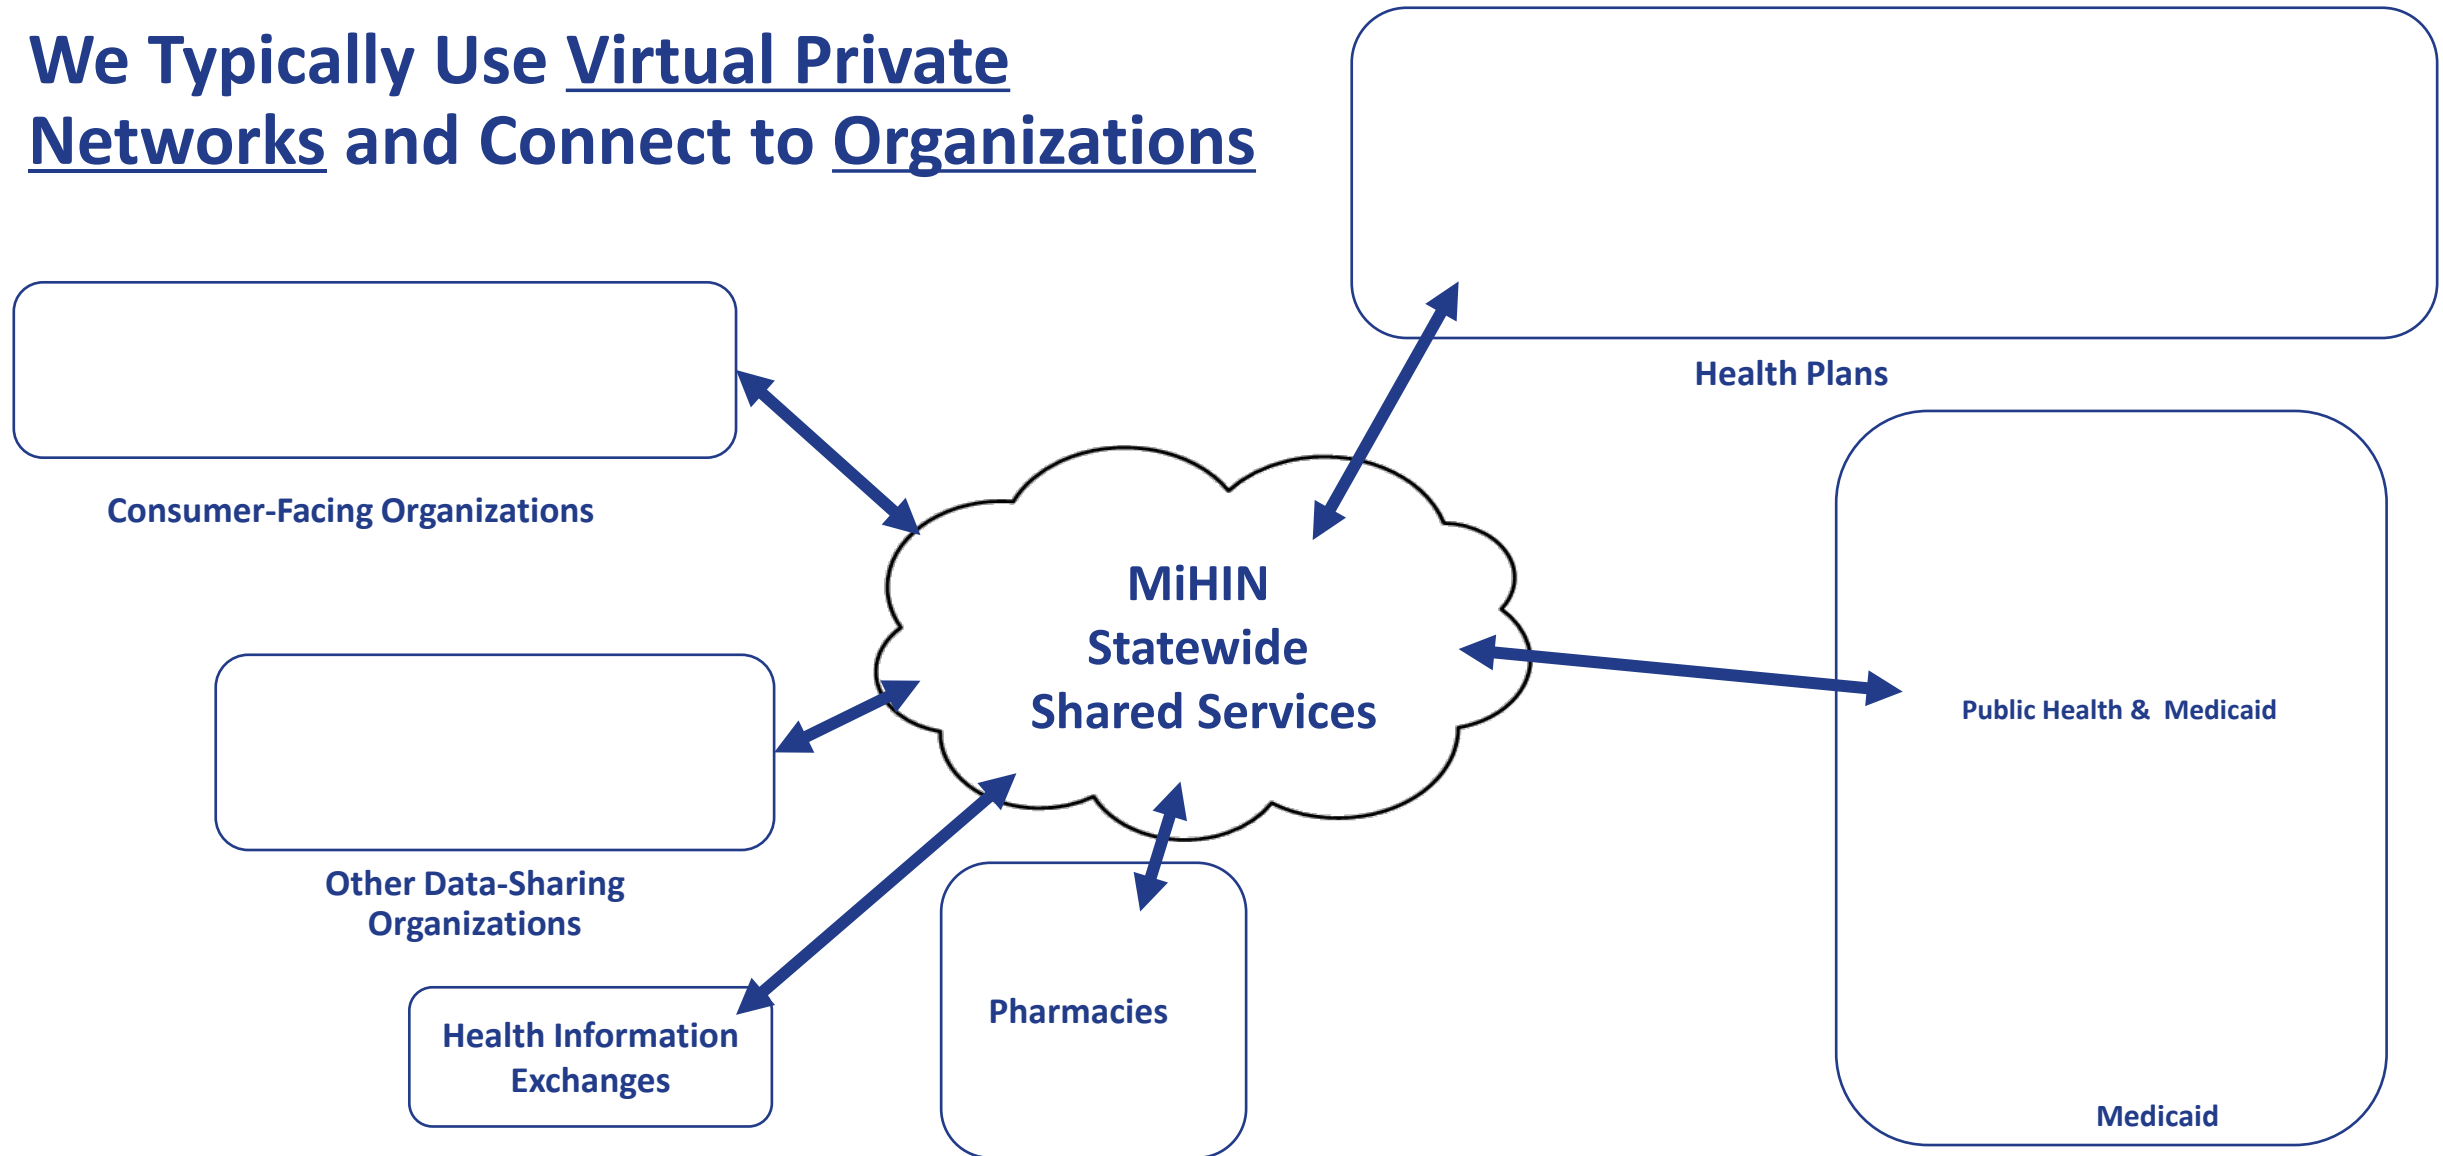 We Typically Use Virtual Private
Networks and Connect to Organizations
Health Plans
Consumer-Facing Organizations
MiHIN
Statewide
Shared Services
Public Health & Medicaid
Other Data-Sharing
Organizations
Health Information
Exchanges
Pharmacies
Medicaid